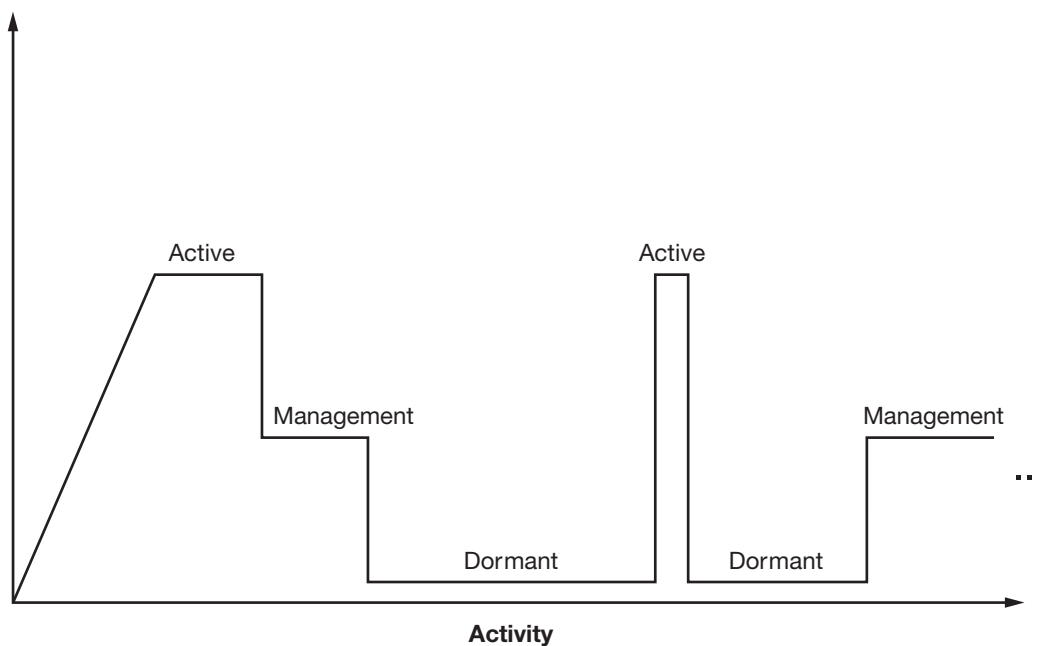 Active
Active
Management
Management
Dormant
Dormant
..
Activity